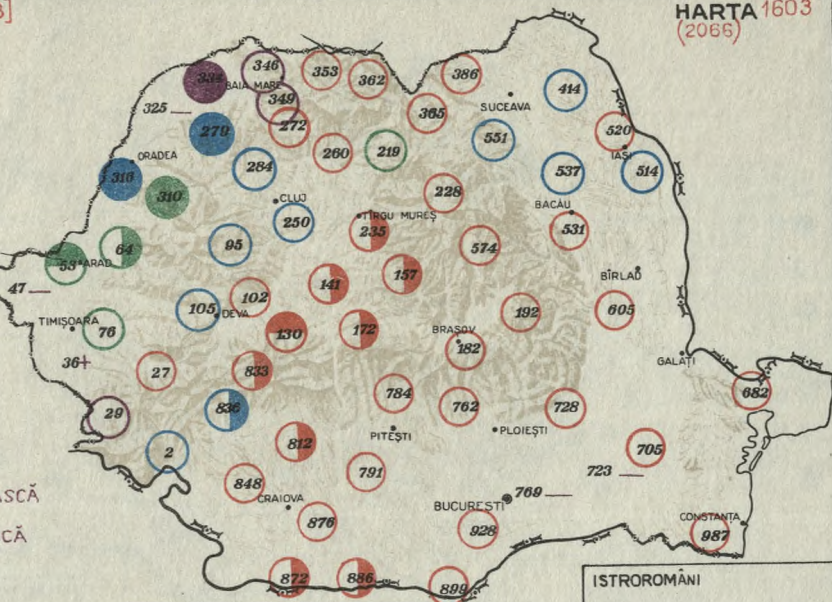 8]
HARTA 1603
(2066)
334
346
353
362
386
BAIA MARE
349
325 —
365
414
SUCEAVA
279
272
260
219
551
520
IAȘI
ORADEA
316
284
537
514
310
228
CLUJ
250
TÎRGU MUREȘ
BACĂU
235
531
95
574
64
53
ARAD
157
BÎRLAD
47 —
141
102
105
DEVA
192
605
TIMIȘOARA
76
130
172
BRAȘOV
182
GALAȚI
36+
27
833
784
762
728
682
29
836
PITEȘTI
PLOIEȘTI
812
705
2
791
723 —
848
ASCĂ
CRAIOVA
769 —
BUCUREȘTI
876
928
CONSTANȚA
987
CĂ
872
886
899
ISTROROMÂNI